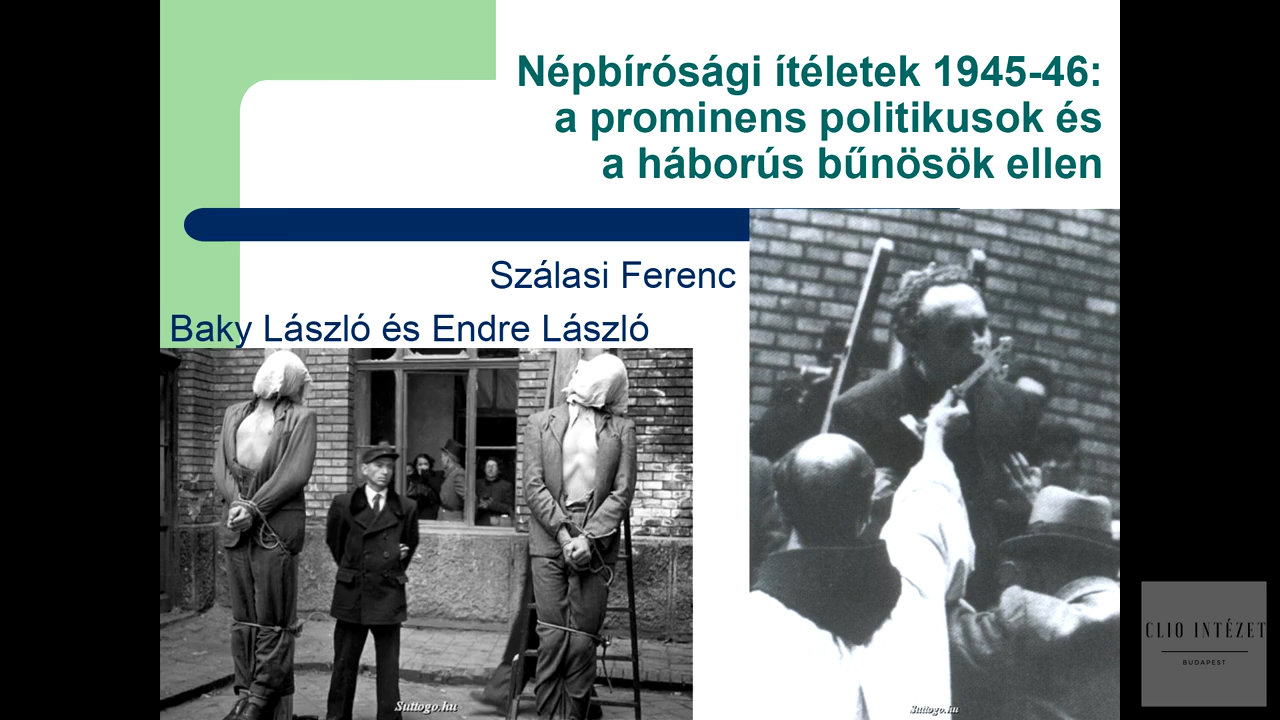 Népbírósági ítéletek 1945-46:
a prominens politikusok és
a háborús bűnösök ellen
Szálasi Ferenc
Baky László és Endre László
Suttogo.hu
Suttogo.hu
CLIO INTÉZET
BUDAPEST